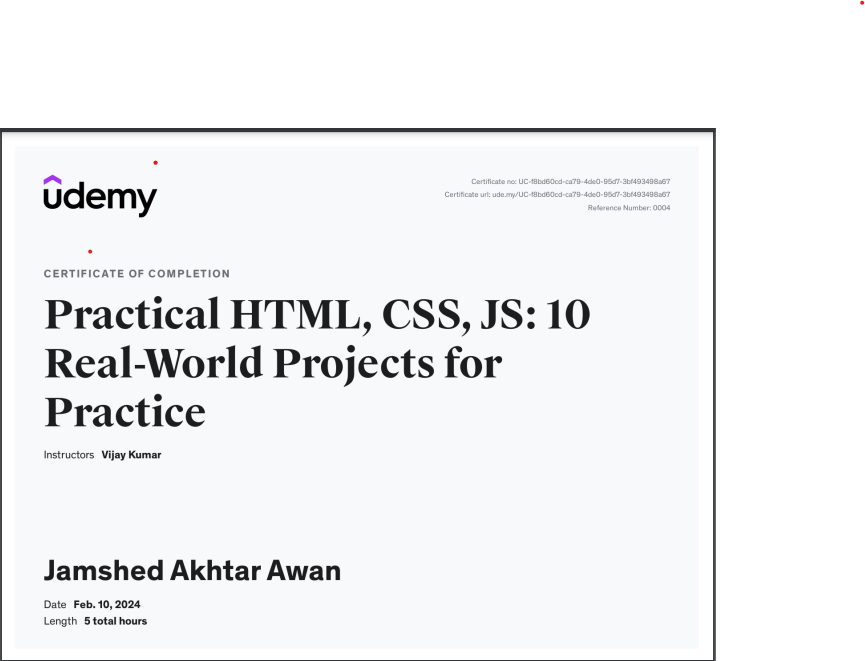 udemy
Certificate no: UC-f8bd60cd-ca79-4de0-95d7-3bf493498a67
Certificate url: ude.my/UC-f8bd60cd-ca79-4de0-95d7-3bf493498a67
Reference Number: 0004
CERTIFICATE OF COMPLETION
Practical HTML, CSS, JS: 10
Real-World Projects for
Practice
Instructors Vijay Kumar
Jamshed Akhtar Awan
Date Feb. 10, 2024
Length 5 total hours